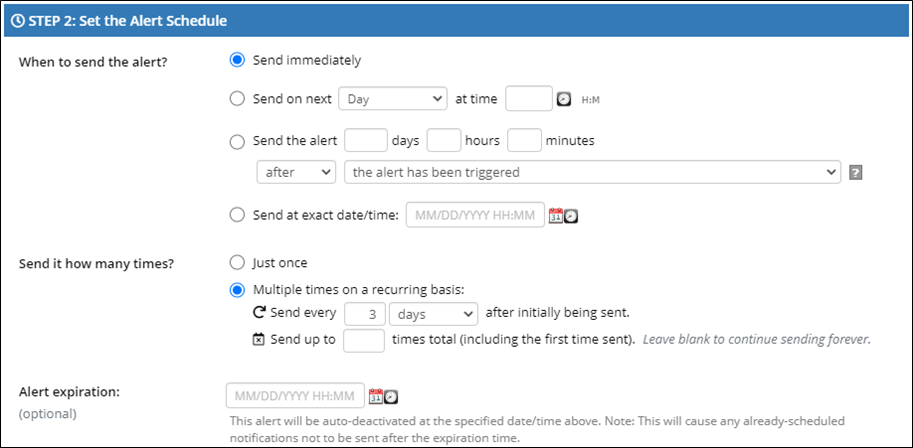 STEP 2: Set the Alert Schedule
When to send the alert?
Send immediately
Send on next Day at time H:M
Send the alert days hours minutes
after the alert has been triggered ?
Send at exact date/time: MM/DD/YYYY HH:MM 31
Send it how many times?
Just once
Multiple times on a recurring basis:
Send every 3 days after initially being sent.
Send up to times total (including the first time sent). Leave blank to continue sending forever.
Alert expiration:
(optional)
MM/DD/YYYY HH:MM 31
This alert will be auto-deactivated at the specified date/time above. Note: This will cause any already-scheduled
notifications not to be sent after the expiration time.